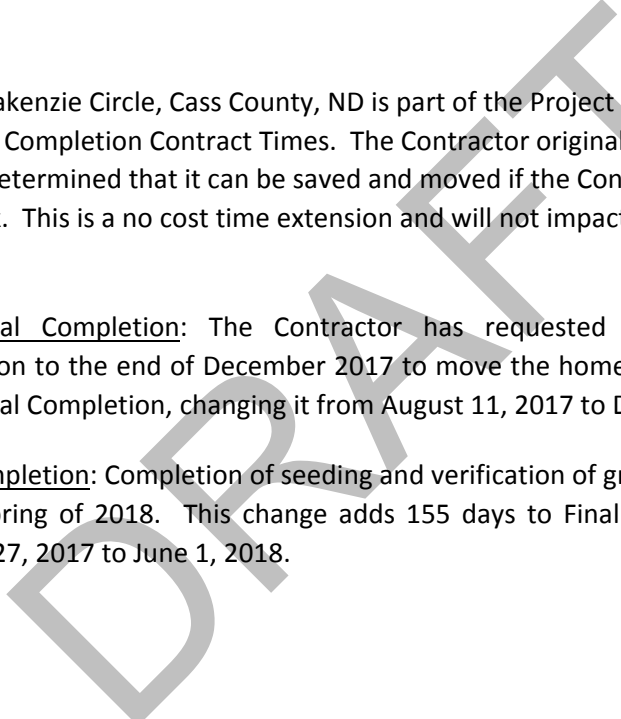 akenzie Circle, Cass County, ND is part of the Project
Completion Contract Times. The Contractor original
etermined that it can be saved and moved if the Con
. This is a no cost time extension and will not impact
al Completion: The Contractor has requested
on to the end of December 2017 to move the home
al Completion, changing it from August 11, 2017 to D
mpletion: Completion of seeding and verification of gr
oring of 2018. This change adds 155 days to Final
27, 2017 to June 1, 2018.
DRAFT